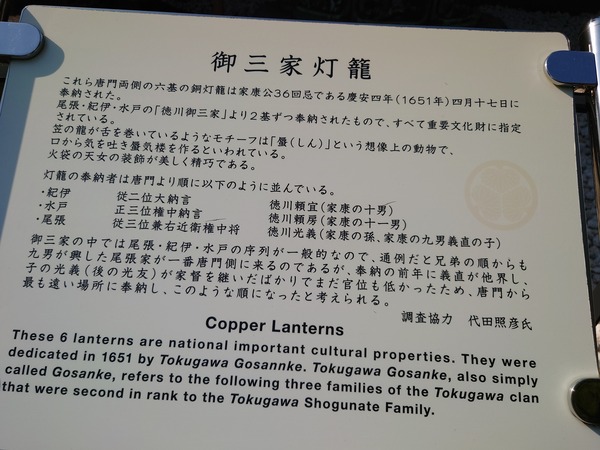 御三家灯籠
これら唐門両側の六基の銅灯籠は家康公36回忌である慶安四年(1651年)四月十七日に
奉納された。
尾張・紀伊・水戸の「徳川御三家」より2基ずつ奉納されたもので、すべて重要文化財に指定
されている。
笠の龍が舌を巻いているようなモチーフは「蜃(しん)」という想像上の動物で、
口から気を吐き蜃気楼を作るといわれている。
火袋の天女の装飾が美しく精巧である。
灯籠の奉納者は唐門より順に以下のように並んでいる。
・紀伊 従二位大納言 徳川頼宣(家康の十男)
・水戸 正三位権中納言 徳川頼房(家康の十一男)
・尾張 従三位兼右近衛権中将 徳川光義(家康の孫、家康の九男義直の子)
御三家の中では尾張・紀伊・水戸の序列が一般的なので、通例だと兄弟の順からも
九男が興した尾張家が一番唐門側に来るのであるが、奉納の前年に義直が他界し、
子の光義(後の光友)が家督を継いだばかりでまだ官位も低かったため、唐門から
最も遠い場所に奉納し、このような順になったと考えられる。
調査協力 代田照彦氏
Copper Lanterns
These 6 lanterns are national important cultural properties. They were
dedicated in 1651 by Tokugawa Gosannke. Tokugawa Gosanke, also simply
called Gosanke, refers to the following three families of the Tokugawa clan
that were second in rank to the Tokugawa Shogunate Family.